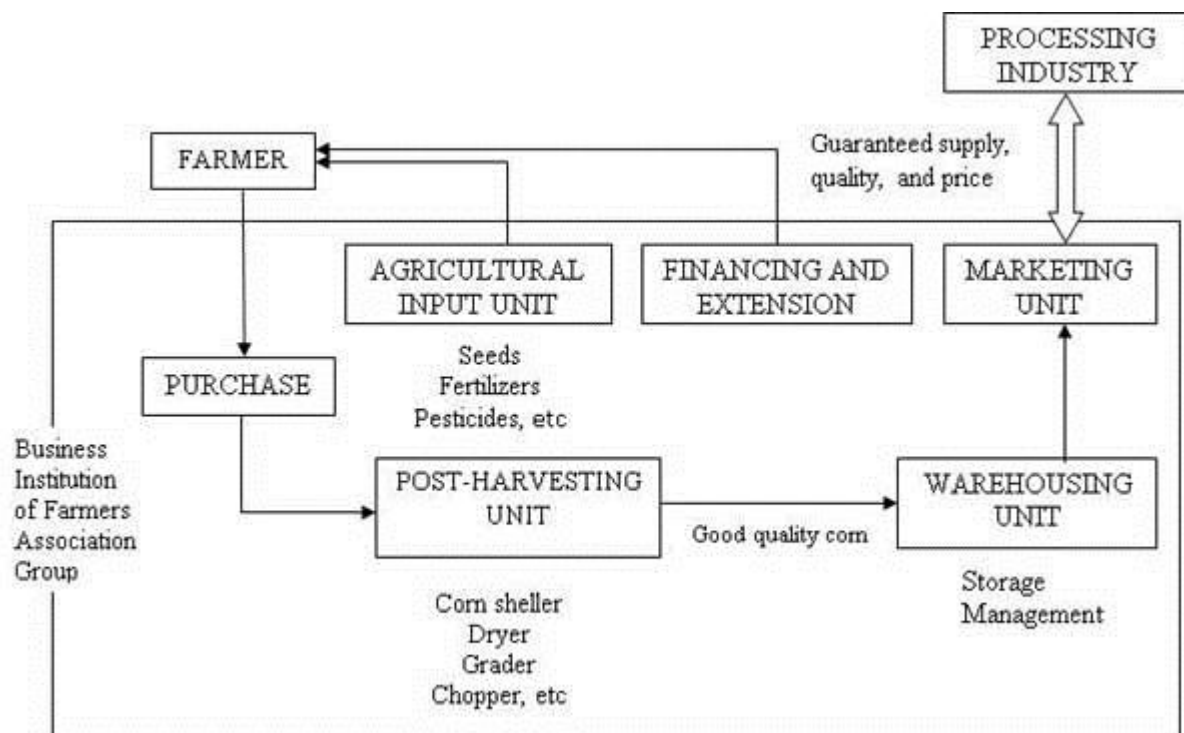 PROCESSING
INDUSTRY
FARMER
Guaranteed supply,
quality, and price
AGRICULTURAL
INPUT UNIT
FINANCING AND
EXTENSION
MARKETING
UNIT
Seeds
Fertilizers
Pesticides, etc
PURCHASE
Business
Institution
of Farmers
Association
Group
POST-HARVESTING
UNIT
Good quality corn
WAREHOUSING
UNIT
Corn sheller
Dryer
Grader
Chopper, etc
Storage
Management